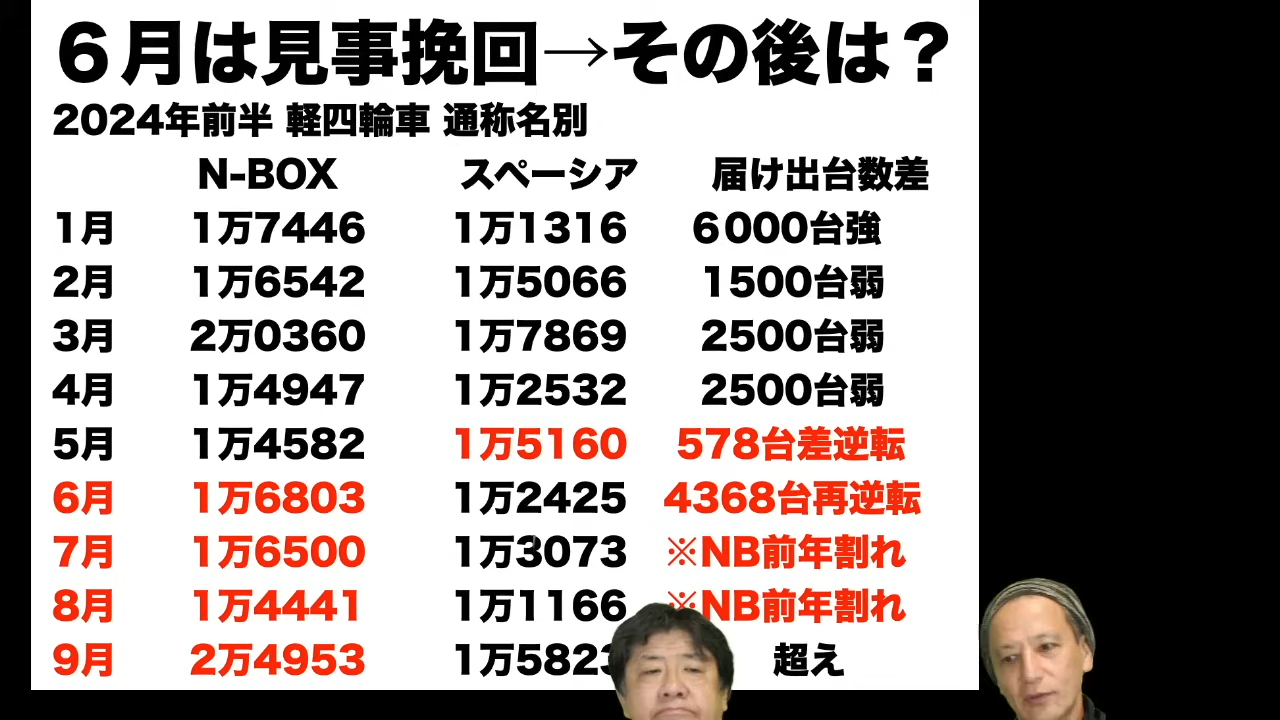 ６月は見事挽回→その後は？
2024年前半 軽四輪車 通称名別
N-BOX スペーシア 届け出台数差
1月 1万7446 1万1316 ６000台強
2月 1万6542 1万5066 1500台弱
3月 2万0360 1万7869 2500台弱
4月 1万4947 1万2532 2500台弱
5月 1万4582 1万5160 578台差逆転
6月 1万6803 1万2425 4368台再逆転
7月 1万6500 1万3073 ※NB前年割れ
8月 1万4441 1万1166 ※NB前年割れ
9月 2万4953 1万5823 超え